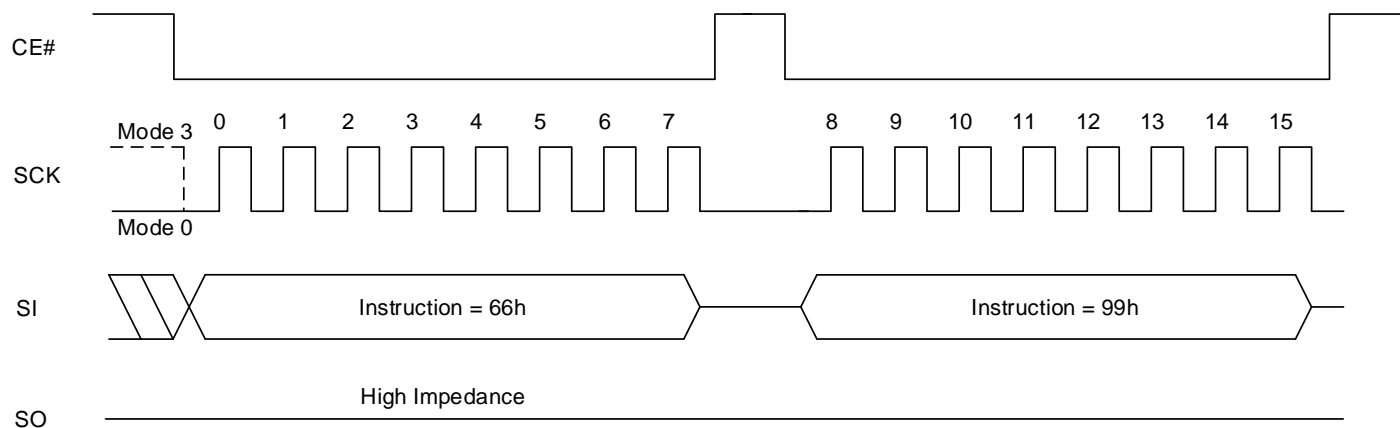 CE#
Mode 3
0 1 2 3 4 5 6 7 8 9 10 11 12 13 14 15
SCK
Mode 0
SI
Instruction = 66h
Instruction = 99h
High Impedance
SO